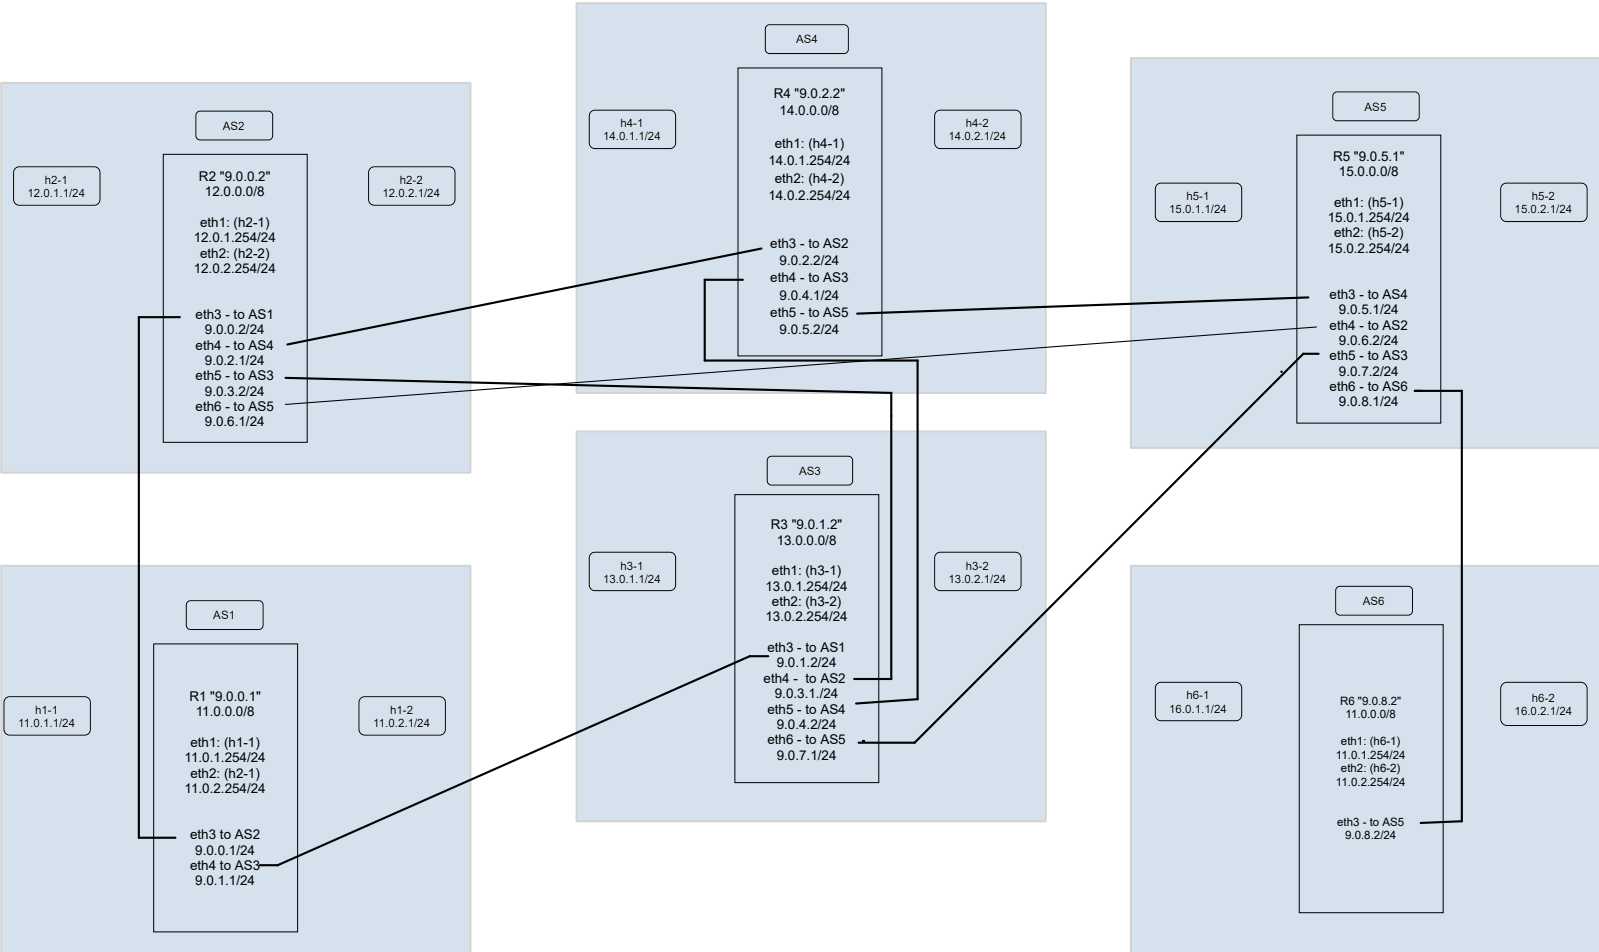 AS2
h2-1
12.0.1.1/24
R2 "9.0.0.2"
12.0.0.0/8
eth1: (h2-1)
12.0.1.254/24
eth2: (h2-2)
12.0.2.254/24
eth3 - to AS1
9.0.0.2/24
eth4 - to AS4
9.0.2.1/24
eth5 - to AS3
9.0.3.2/24
eth6 - to AS5
9.0.6.1/24
h2-2
12.0.2.1/24
AS4
h4-1
14.0.1.1/24
R4 "9.0.2.2"
14.0.0.0/8
eth1: (h4-1)
14.0.1.254/24
eth2: (h4-2)
14.0.2.254/24
eth3 - to AS2
9.0.2.2/24
eth4 - to AS3
9.0.4.1/24
eth5 - to AS5
9.0.5.2/24
h4-2
14.0.2.1/24
AS5
h5-1
15.0.1.1/24
R5 "9.0.5.1"
15.0.0.0/8
eth1: (h5-1)
15.0.1.254/24
eth2: (h5-2)
15.0.2.254/24
eth3 - to AS4
9.0.5.1/24
eth4 - to AS2
9.0.6.2/24
eth5 - to AS3
9.0.7.2/24
eth6 - to AS6
9.0.8.1/24
h5-2
15.0.2.1/24
AS1
h1-1
11.0.1.1/24
R1 "9.0.0.1"
11.0.0.0/8
eth1: (h1-1)
11.0.1.254/24
eth2: (h2-1)
11.0.2.254/24
eth3 to AS2
9.0.0.1/24
eth4 to AS3
9.0.1.1/24
h1-2
11.0.2.1/24
AS3
h3-1
13.0.1.1/24
R3 "9.0.1.2"
13.0.0.0/8
eth1: (h3-1)
13.0.1.254/24
eth2: (h3-2)
13.0.2.254/24
eth3 - to AS1
9.0.1.2/24
eth4 - to AS2
9.0.3.1./24
eth5 - to AS4
9.0.4.2/24
eth6 - to AS5
9.0.7.1/24
h3-2
13.0.2.1/24
AS6
h6-1
16.0.1.1/24
R6 "9.0.8.2"
11.0.0.0/8
eth1: (h6-1)
11.0.1.254/24
eth2: (h6-2)
11.0.2.254/24
eth3 - to AS5
9.0.8.2/24
h6-2
16.0.2.1/24